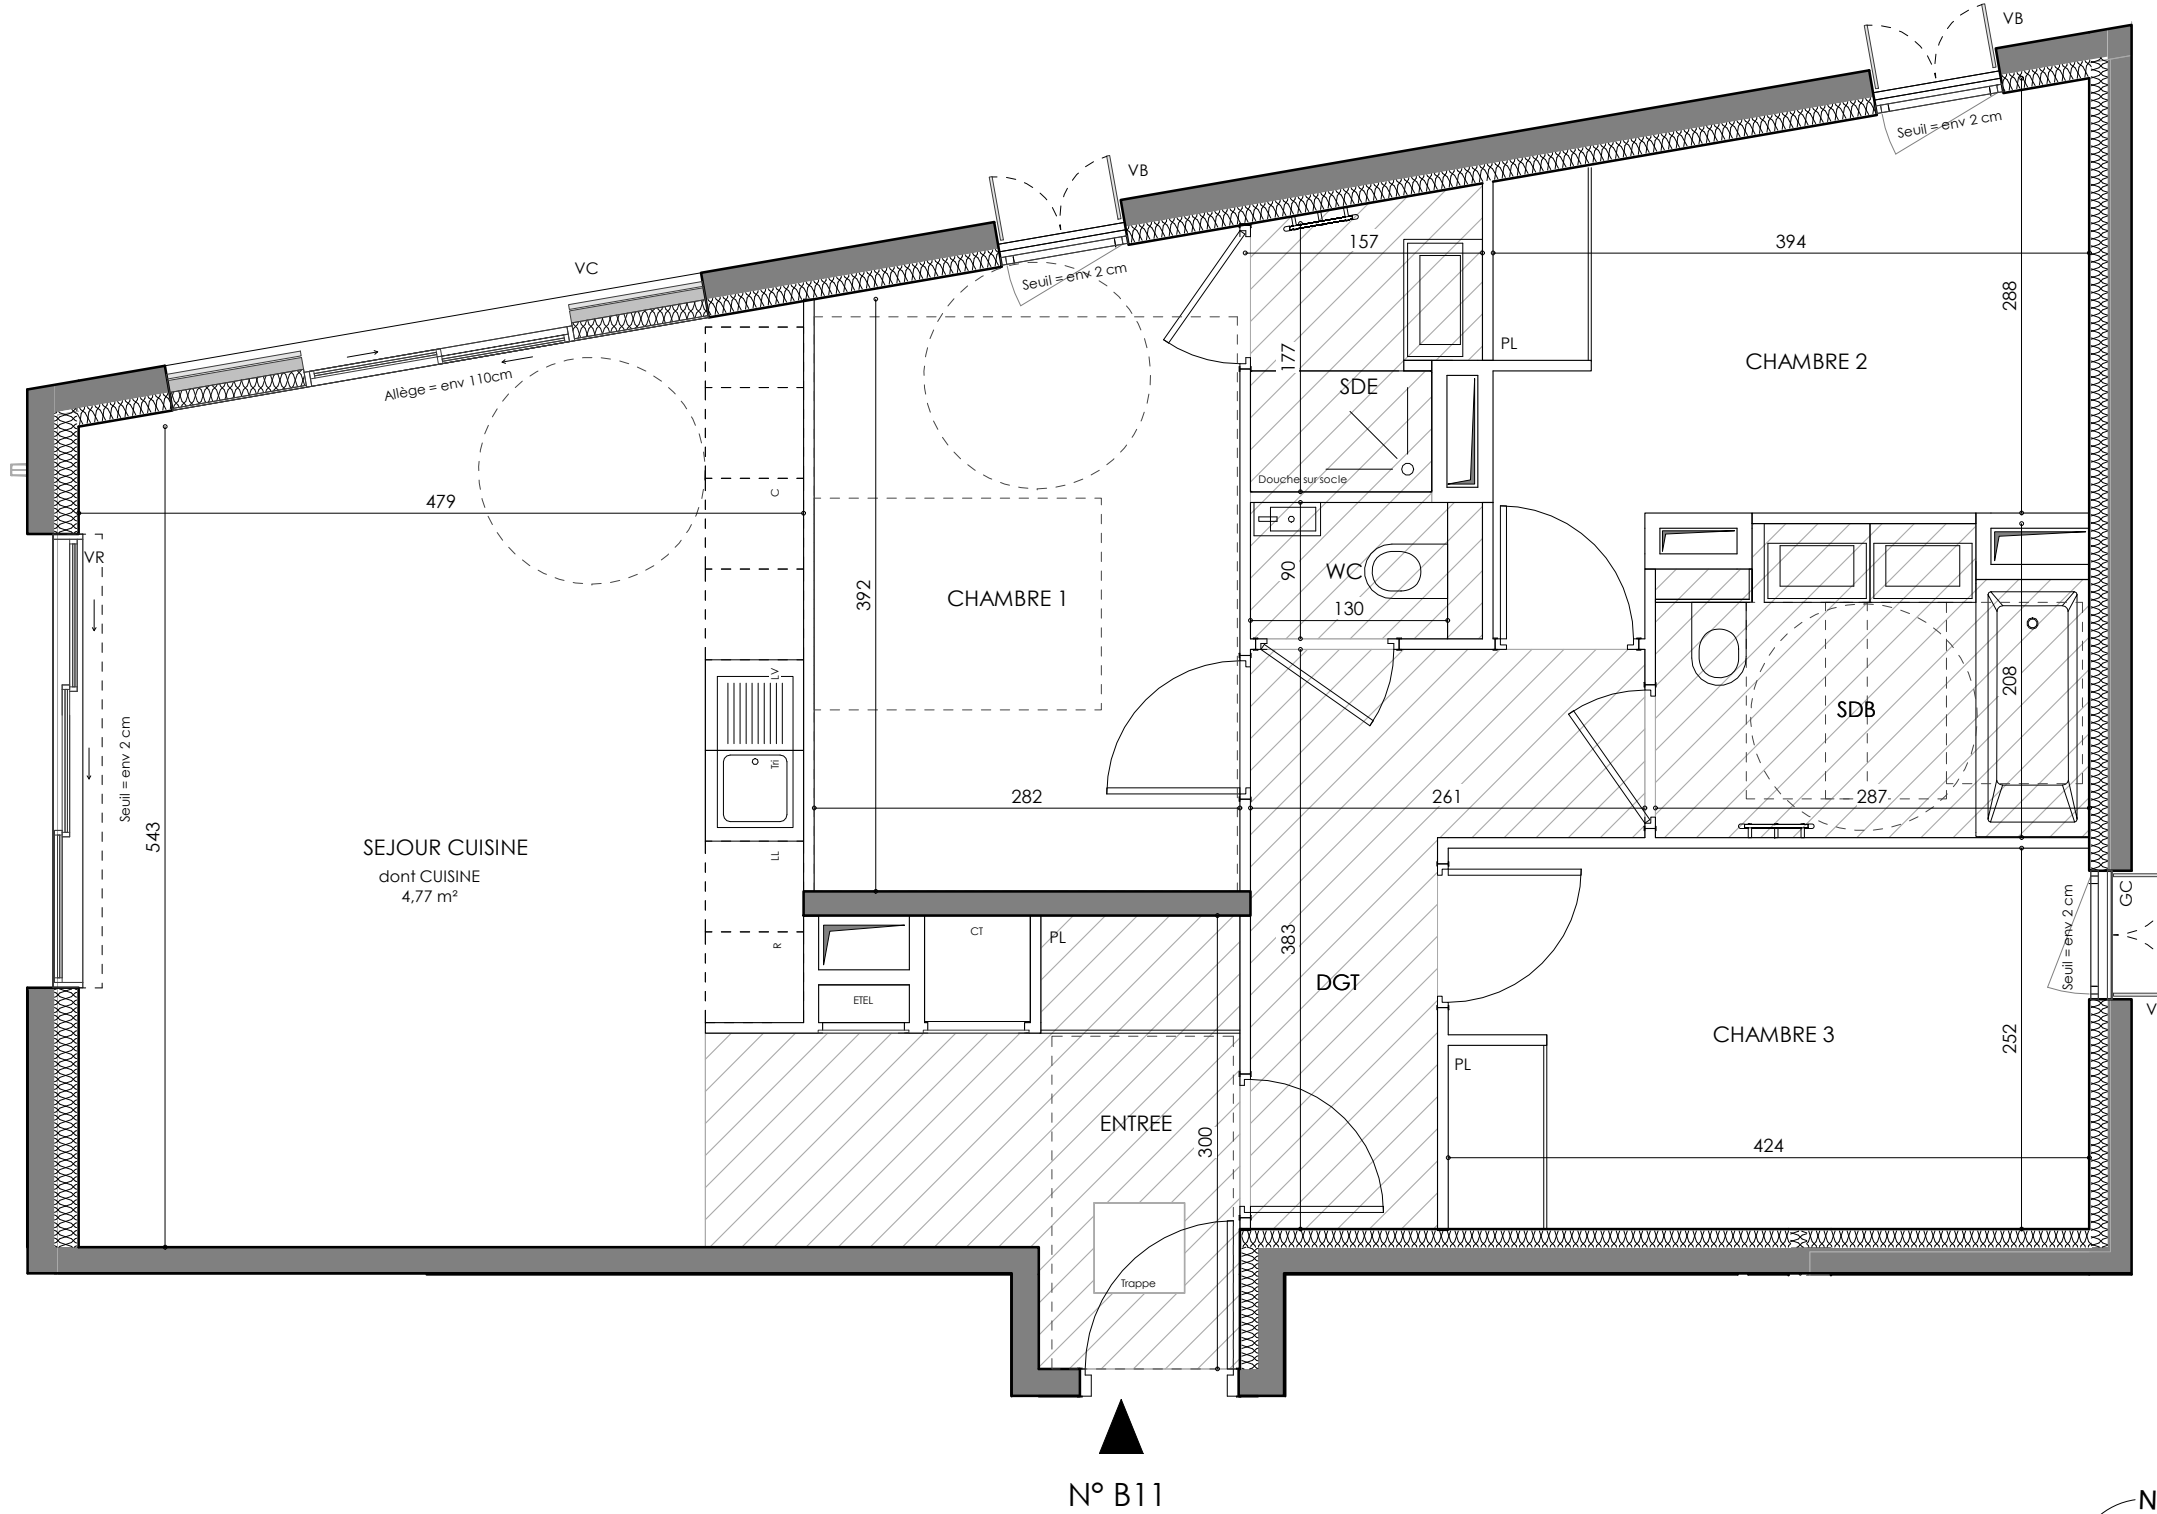 VB
VB
VC
Seuil = env 2 cm
157
394
Seuil = env 2 cm
288
PL
177
CHAMBRE 2
Allège = env 110cm
SDE
Douche sur socle
C
479
VR
90
WC
392
CHAMBRE 1
130
LV
208
SDB
Seuil = env 2 cm
Tri
282
261
287
543
SEJOUR CUISINE
LL
dont CUISINE
4,77 m²
GC
R
CT
PL
383
Seuil = env 2 cm
DGT
ETEL
V
CHAMBRE 3
252
PL
ENTREE
300
424
Trappe
N° B11
N